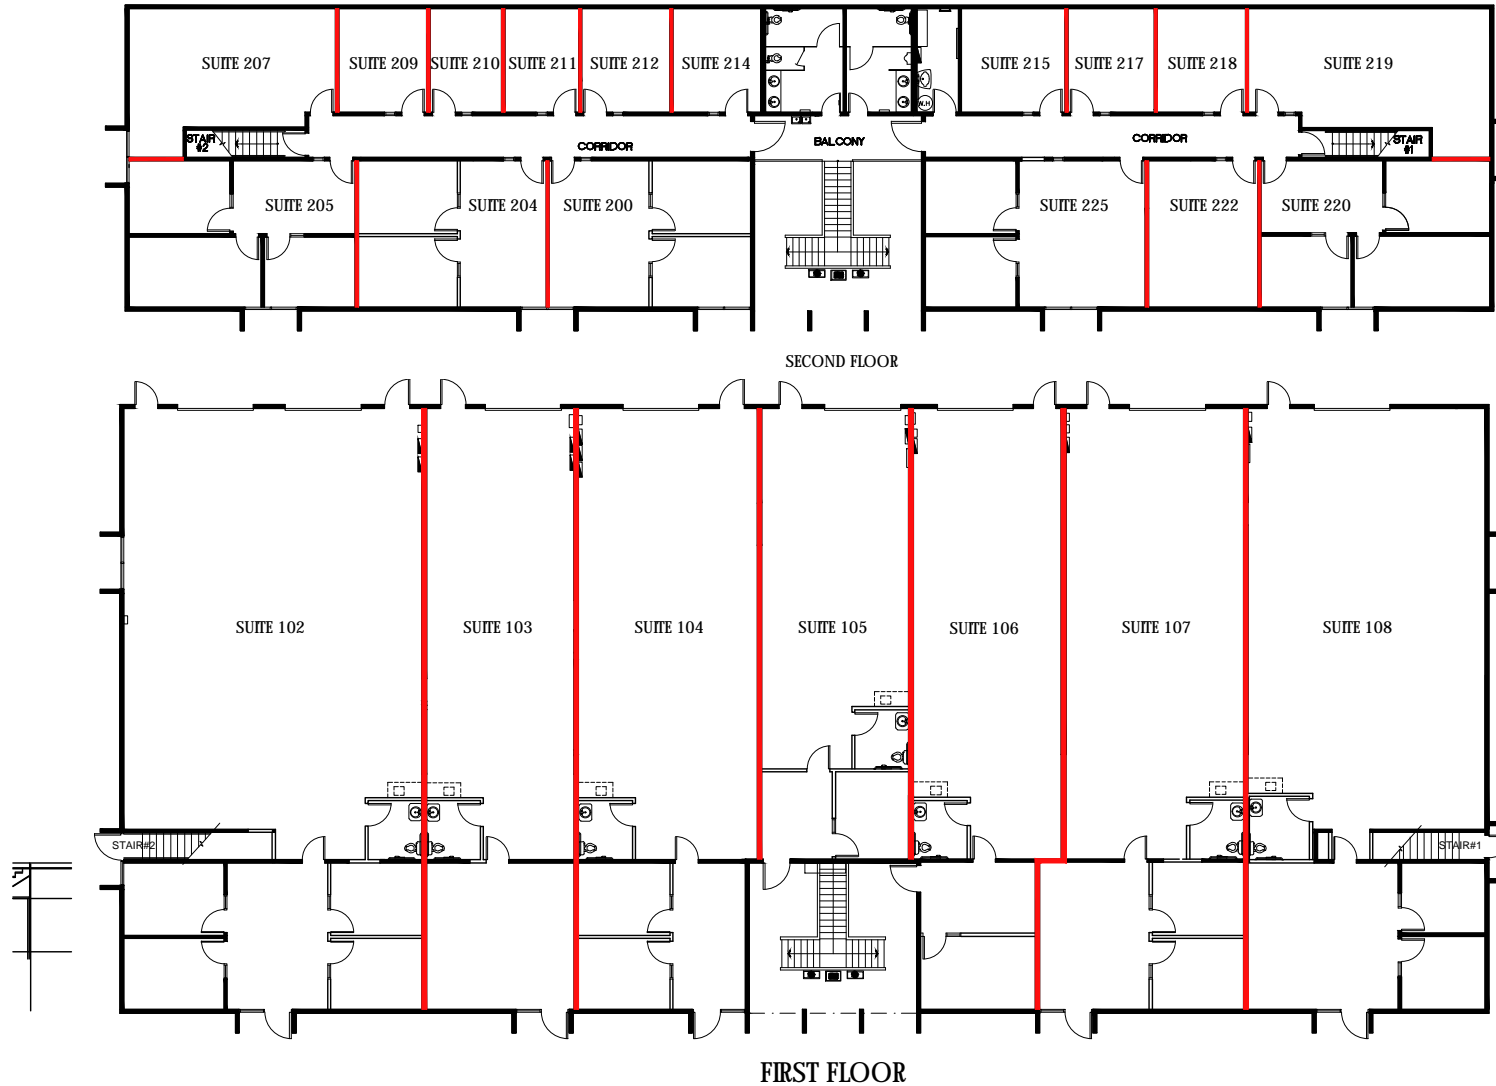 SUITE 207
SUITE 209
SUITE 210
SUITE 211
SUITE 212
SUITE 214
SUITE 215
SUITE 217
SUITE 218
SUITE 219
W.H
STAIR
#2
CORRIDOR
BALCONY
CORRIDOR
STAIR
#1
SUITE 205
SUITE 204
SUITE 200
SUITE 225
SUITE 222
SUITE 220
SECOND FLOOR
SUITE 102
SUITE 103
SUITE 104
SUITE 105
SUITE 106
SUITE 107
SUITE 108
STAIR#2
STAIR#1
FIRST FLOOR